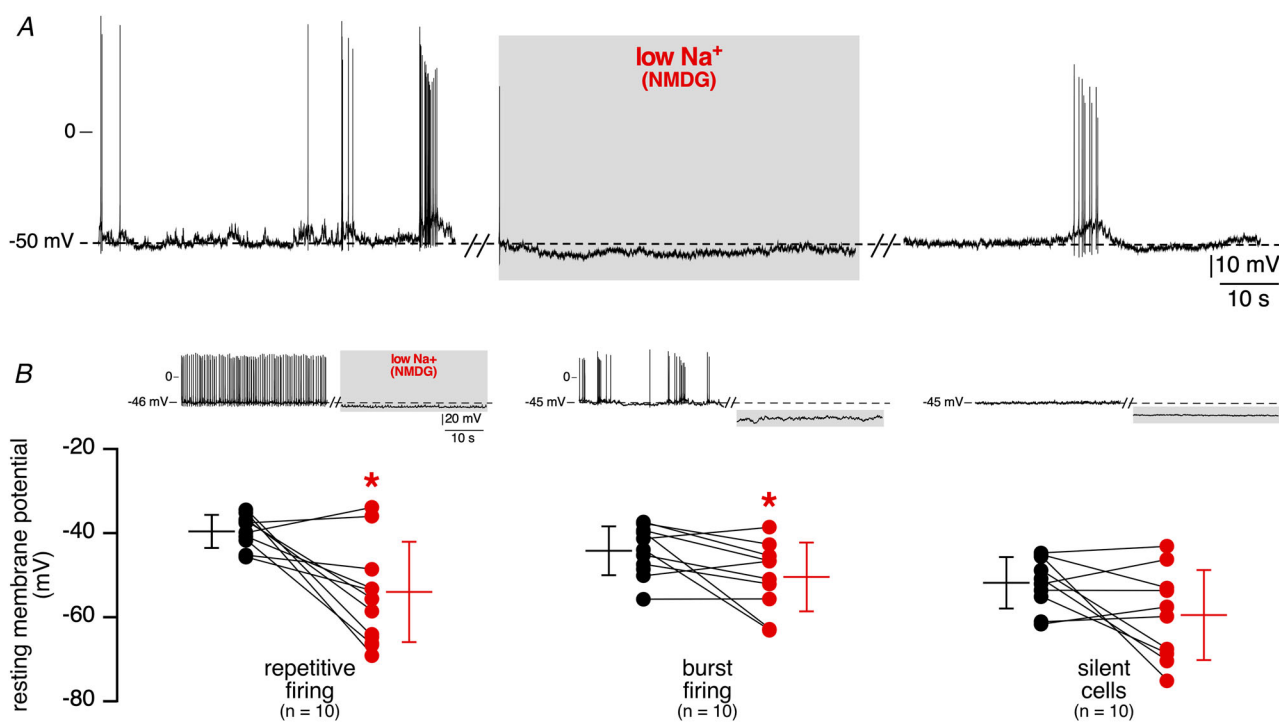 A
low Na⁺
(NMDG)
0
-50 mV
10 mV
10 s
B
low Na+
(NMDG)
0
-46 mV
20 mV
10 s
0
-45 mV
-45 mV
resting membrane potential
(mV)
-20
-40
-60
-80
*
*
repetitive
firing
(n = 10)
burst
firing
(n = 10)
silent
cells
(n = 10)